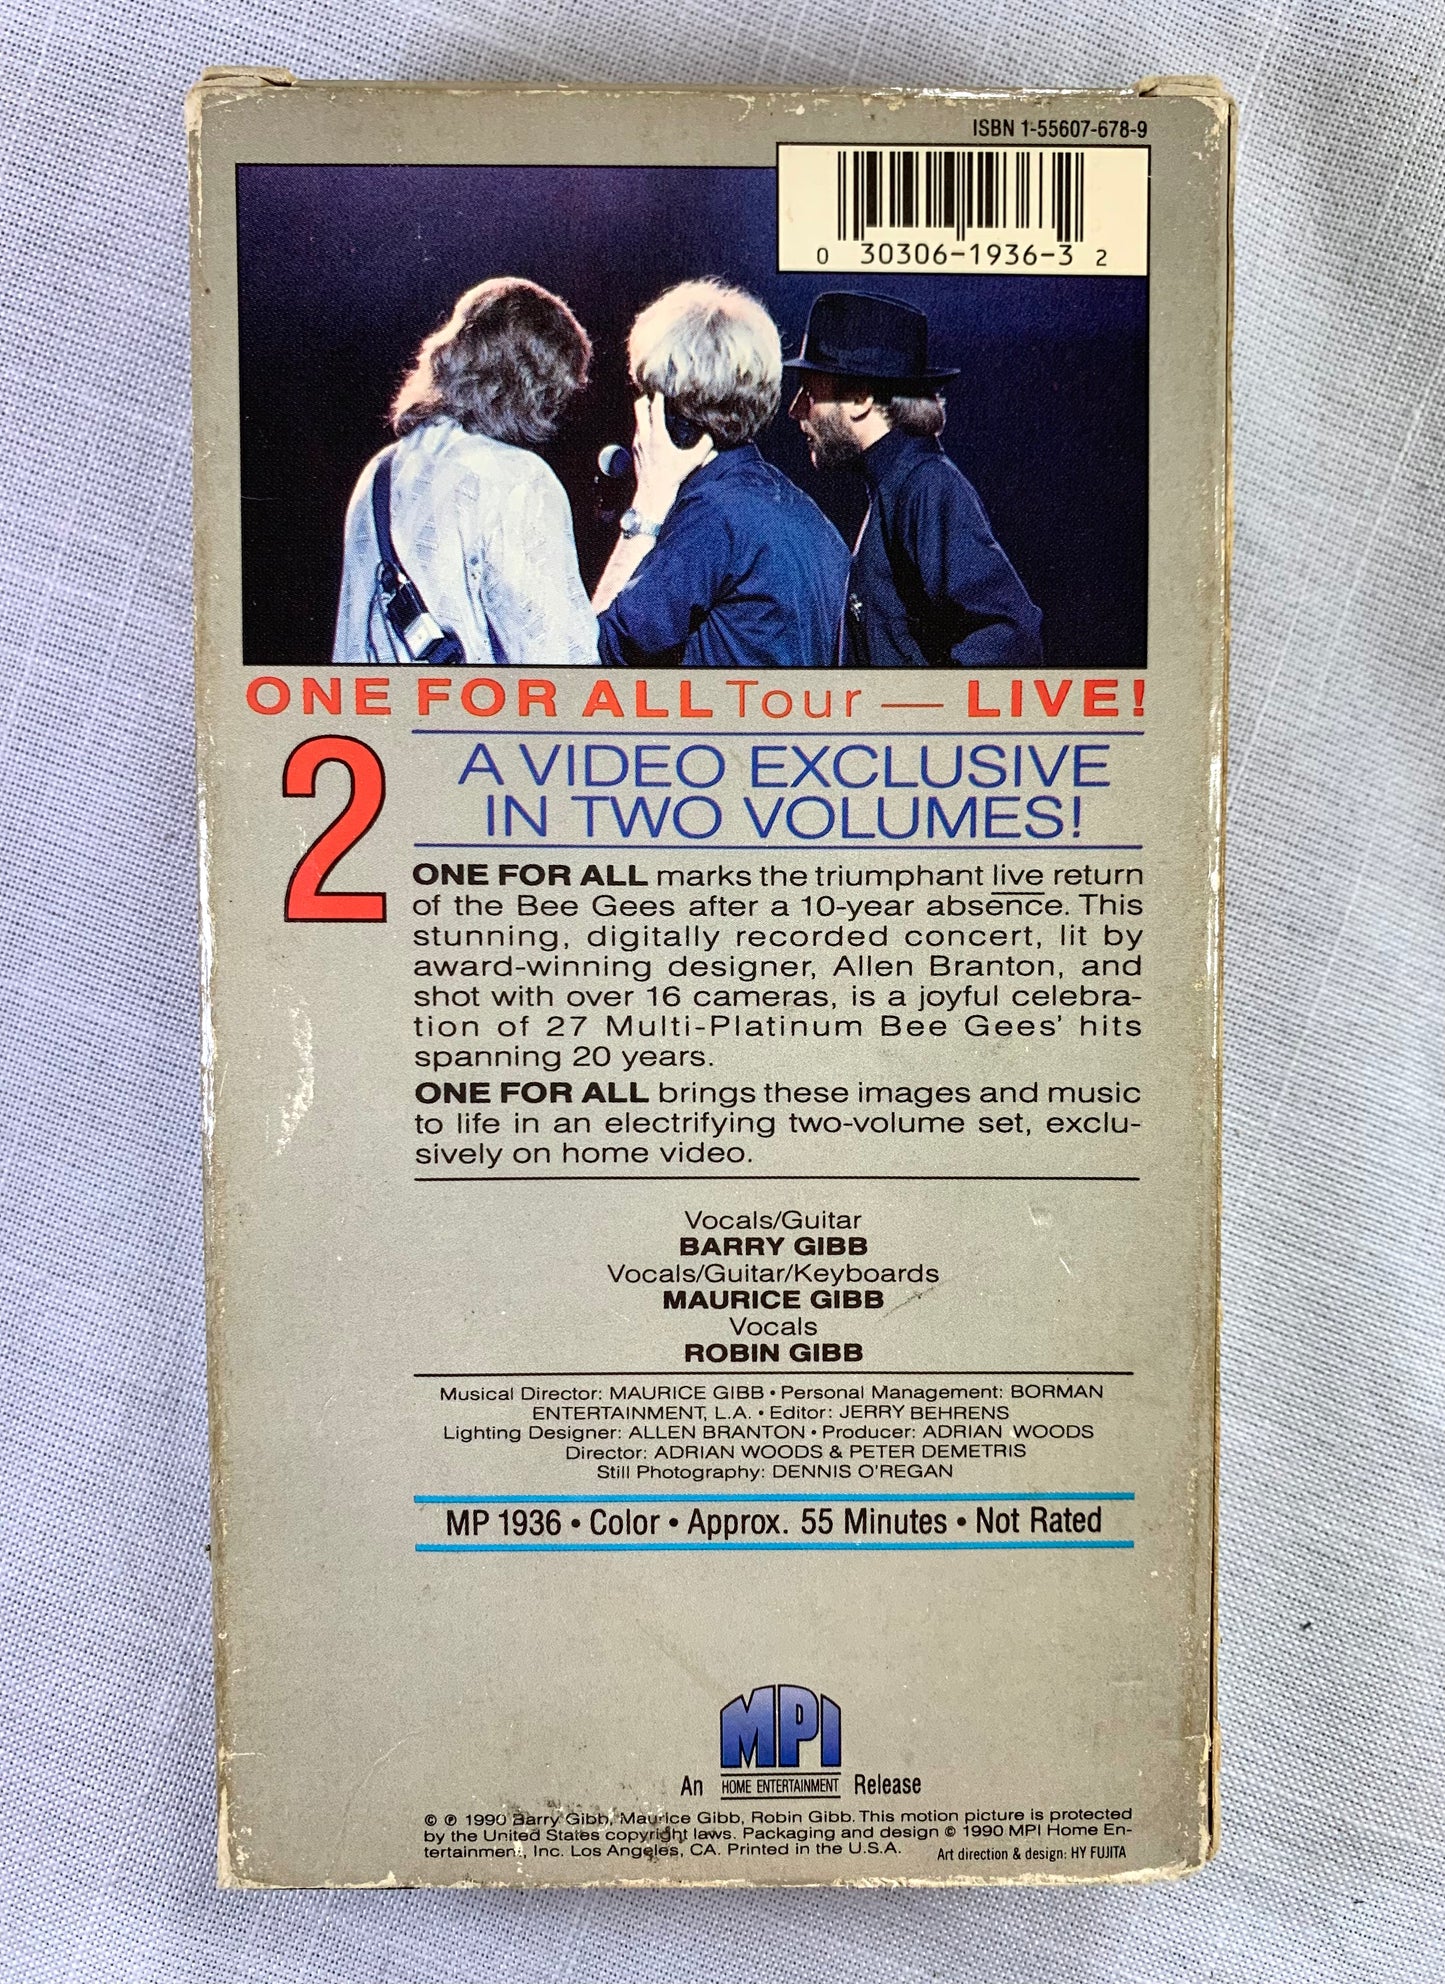 ISBN 1-55607-678-9
0 30306-1936-3 2
ONE FOR ALL Tour — LIVE!
2
A VIDEO EXCLUSIVE
IN TWO VOLUMES!
ONE FOR ALL marks the triumphant live return
of the Bee Gees after a 10-year absence. This
stunning, digitally recorded concert, lit by
award-winning designer, Allen Branton, and
shot with over 16 cameras, is a joyful celebra-
tion of 27 Multi-Platinum Bee Gees' hits
spanning 20 years.
ONE FOR ALL brings these images and music
to life in an electrifying two-volume set, exclu-
sively on home video.
Vocals/Guitar
BARRY GIBB
Vocals/Guitar/Keyboards
MAURICE GIBB
Vocals
ROBIN GIBB
Musical Director: MAURICE GIBB • Personal Management: BORMAN
ENTERTAINMENT, L.A. • Editor: JERRY BEHRENS
Lighting Designer: ALLEN BRANTON • Producer: ADRIAN WOODS
Director: ADRIAN WOODS & PETER DEMETRIS
Still Photography: DENNIS O'REGAN
MP 1936 • Color • Approx. 55 Minutes • Not Rated
MPI
An HOME ENTERTAINMENT Release
© ℗ 1990 Barry Gibb, Maurice Gibb, Robin Gibb. This motion picture is protected
by the United States copyright laws. Packaging and design © 1990 MPI Home En-
tertainment, Inc. Los Angeles, CA. Printed in the U.S.A. Art direction & design: HY FUJITA